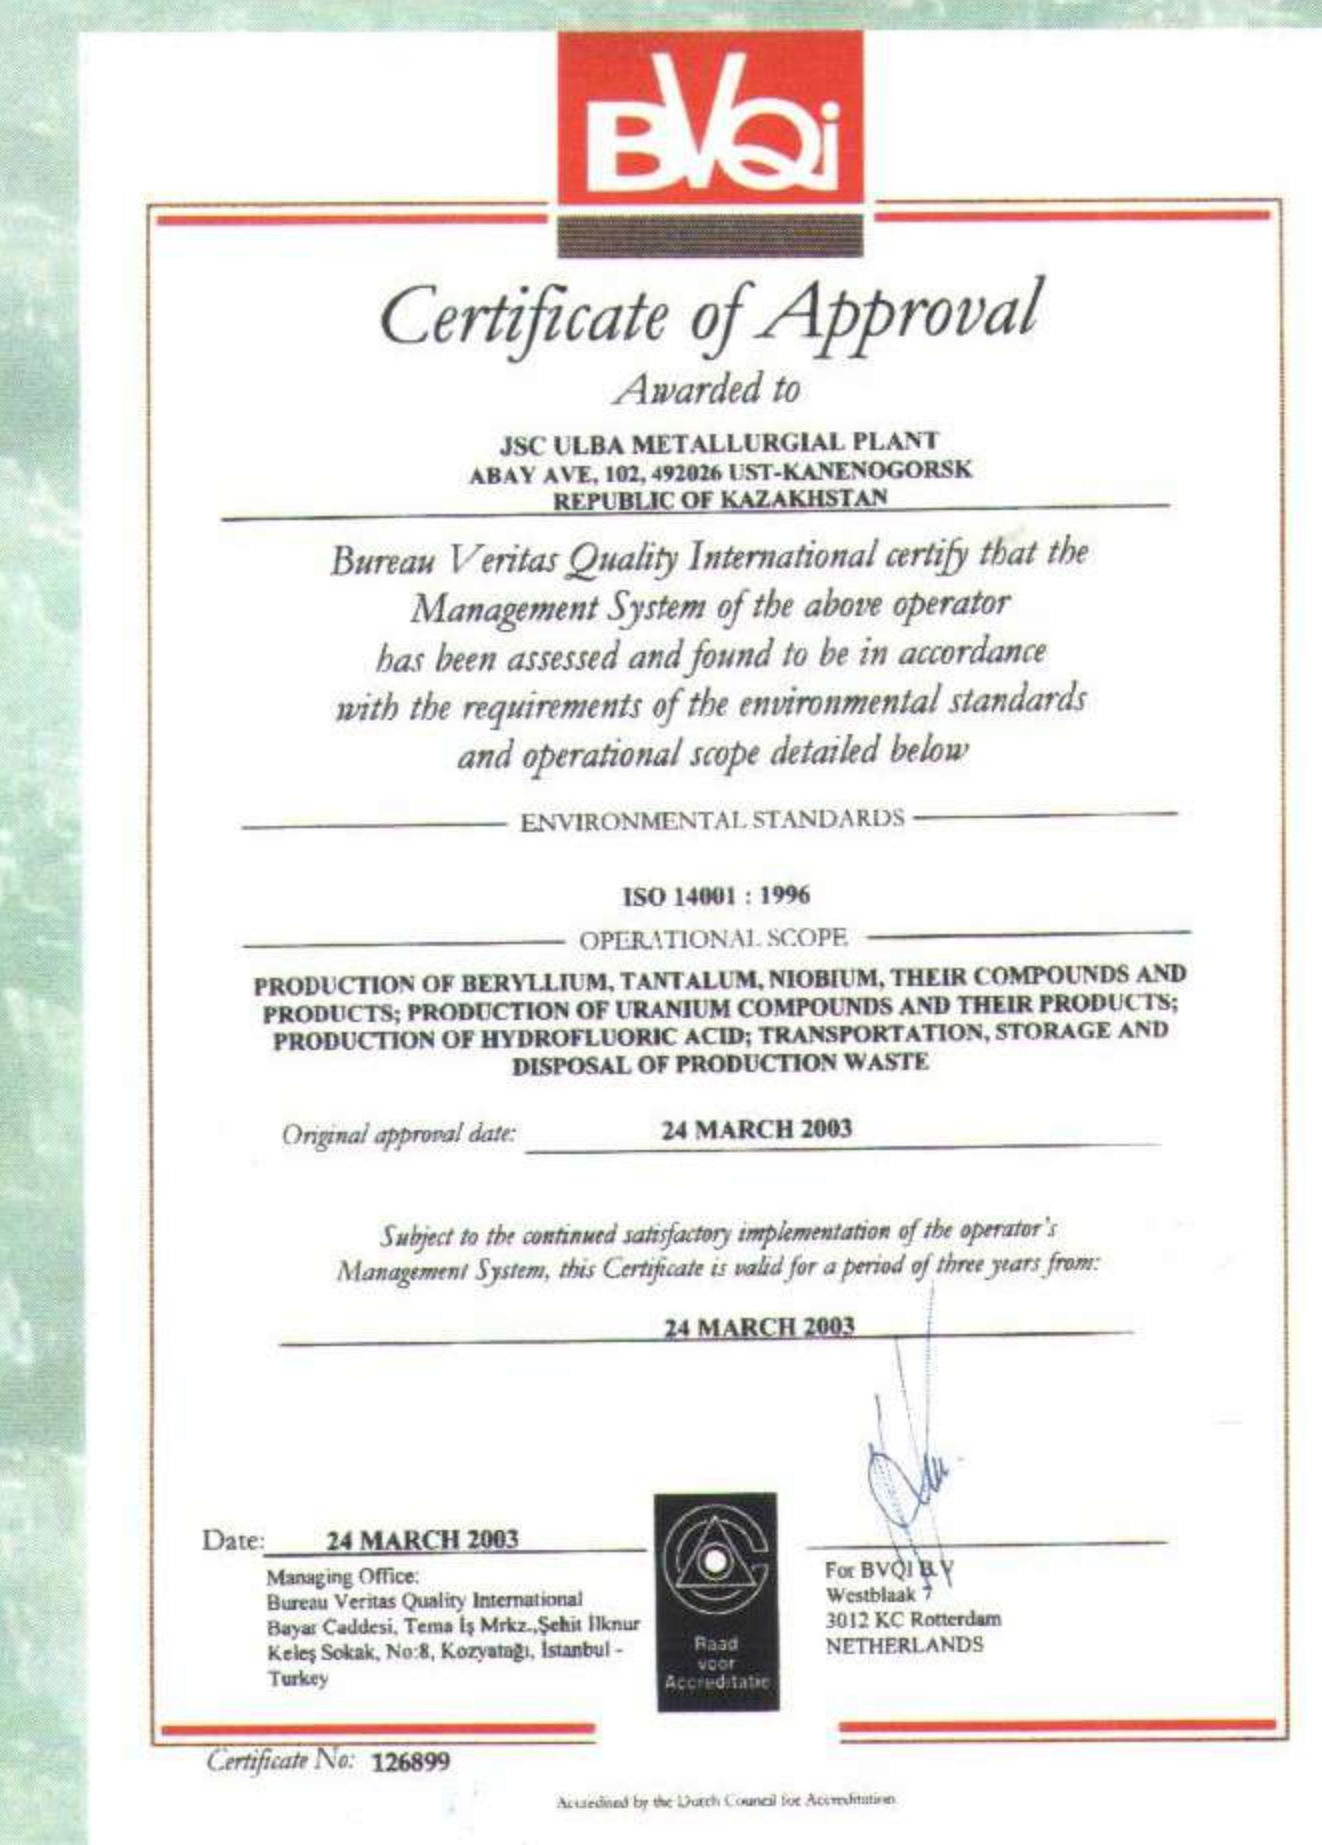 BVQi
Certificate of Approval
Awarded to
JSC ULBA METALLURGIAL PLANT
ABAY AVE, 102, 492026 UST-KANENOGORSK
REPUBLIC OF KAZAKHSTAN
Bureau Veritas Quality International certify that the
Management System of the above operator
has been assessed and found to be in accordance
with the requirements of the environmental standards
and operational scope detailed below
ENVIRONMENTAL STANDARDS
ISO 14001 : 1996
OPERATIONAL SCOPE
PRODUCTION OF BERYLLIUM, TANTALUM, NIOBIUM, THEIR COMPOUNDS AND
PRODUCTS; PRODUCTION OF URANIUM COMPOUNDS AND THEIR PRODUCTS;
PRODUCTION OF HYDROFLUORIC ACID; TRANSPORTATION, STORAGE AND
DISPOSAL OF PRODUCTION WASTE
Original approval date: 24 MARCH 2003
Subject to the continued satisfactory implementation of the operator's
Management System, this Certificate is valid for a period of three years from:
24 MARCH 2003
Date: 24 MARCH 2003
Managing Office:
Bureau Veritas Quality International
Bayar Caddesi, Tema İş Mrkz.,Şehit İlknur
Keleş Sokak, No:8, Kozyatağı, İstanbul -
Turkey
Raad
voor
Accreditatie
For BVQI B.V
Westblaak 7
3012 KC Rotterdam
NETHERLANDS
Certificate No: 126899
Accredited by the Dutch Council for Accreditation